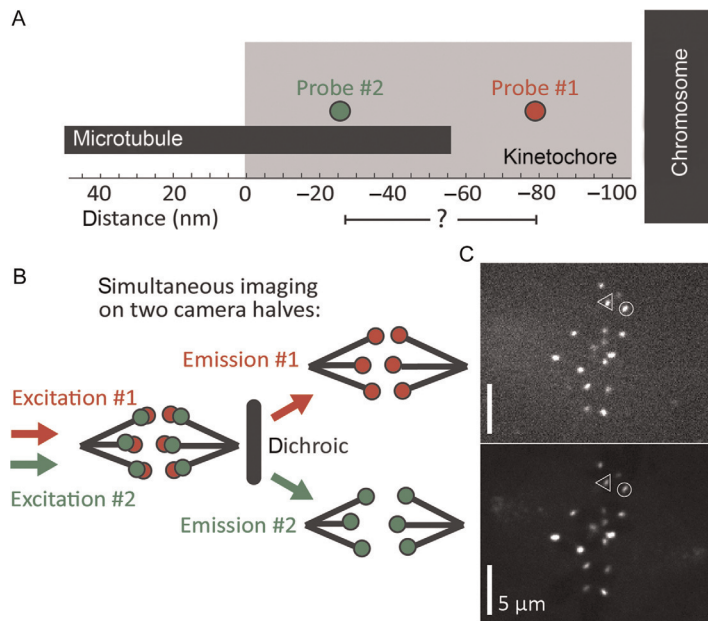 A
Probe #2
Probe #1
Microtubule
Kinetochore
Chromosome
40 20 0 −20 −40 −60 −80 −100
Distance (nm)
?
B
Simultaneous imaging
on two camera halves:
Emission #1
Excitation #1
Dichroic
Excitation #2
Emission #2
C
5 μm